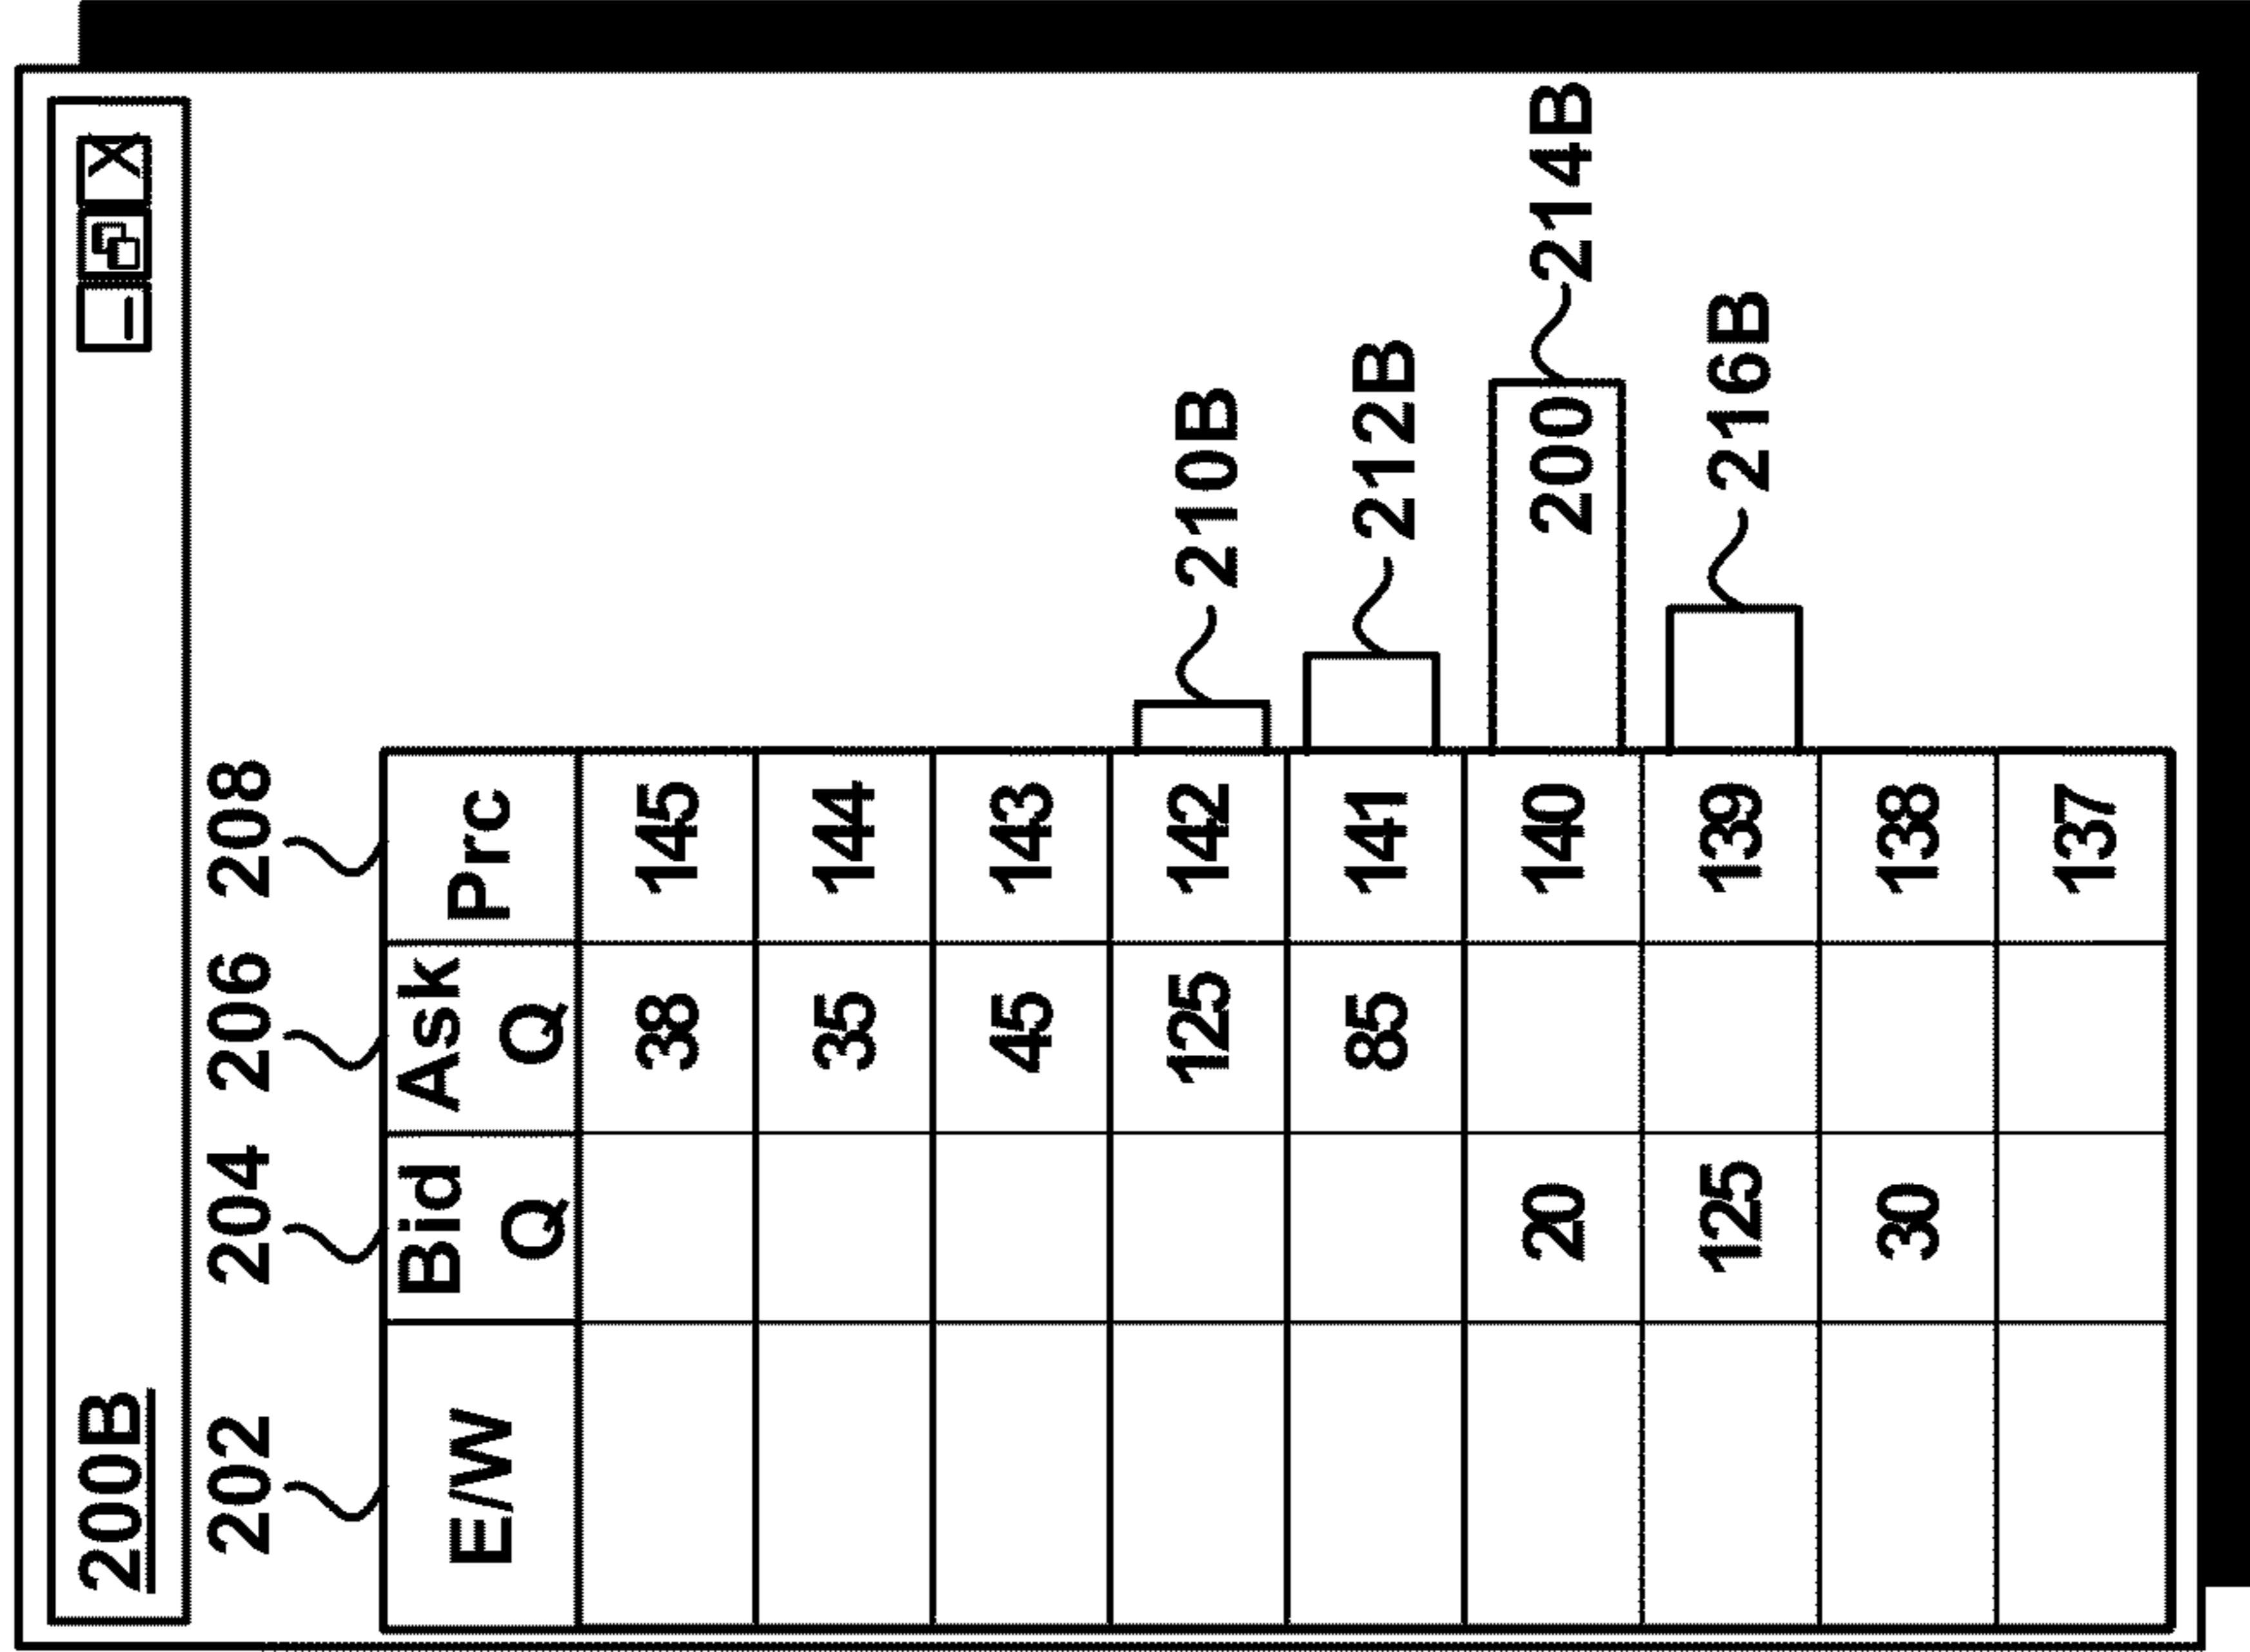 200B
X
202 204 206 208
E/W Bid Q Ask Q Prc
38 145
35 144
45 143
125 142 210B
85 141 212B
20 140 200 214B
125 139 216B
30 138
137